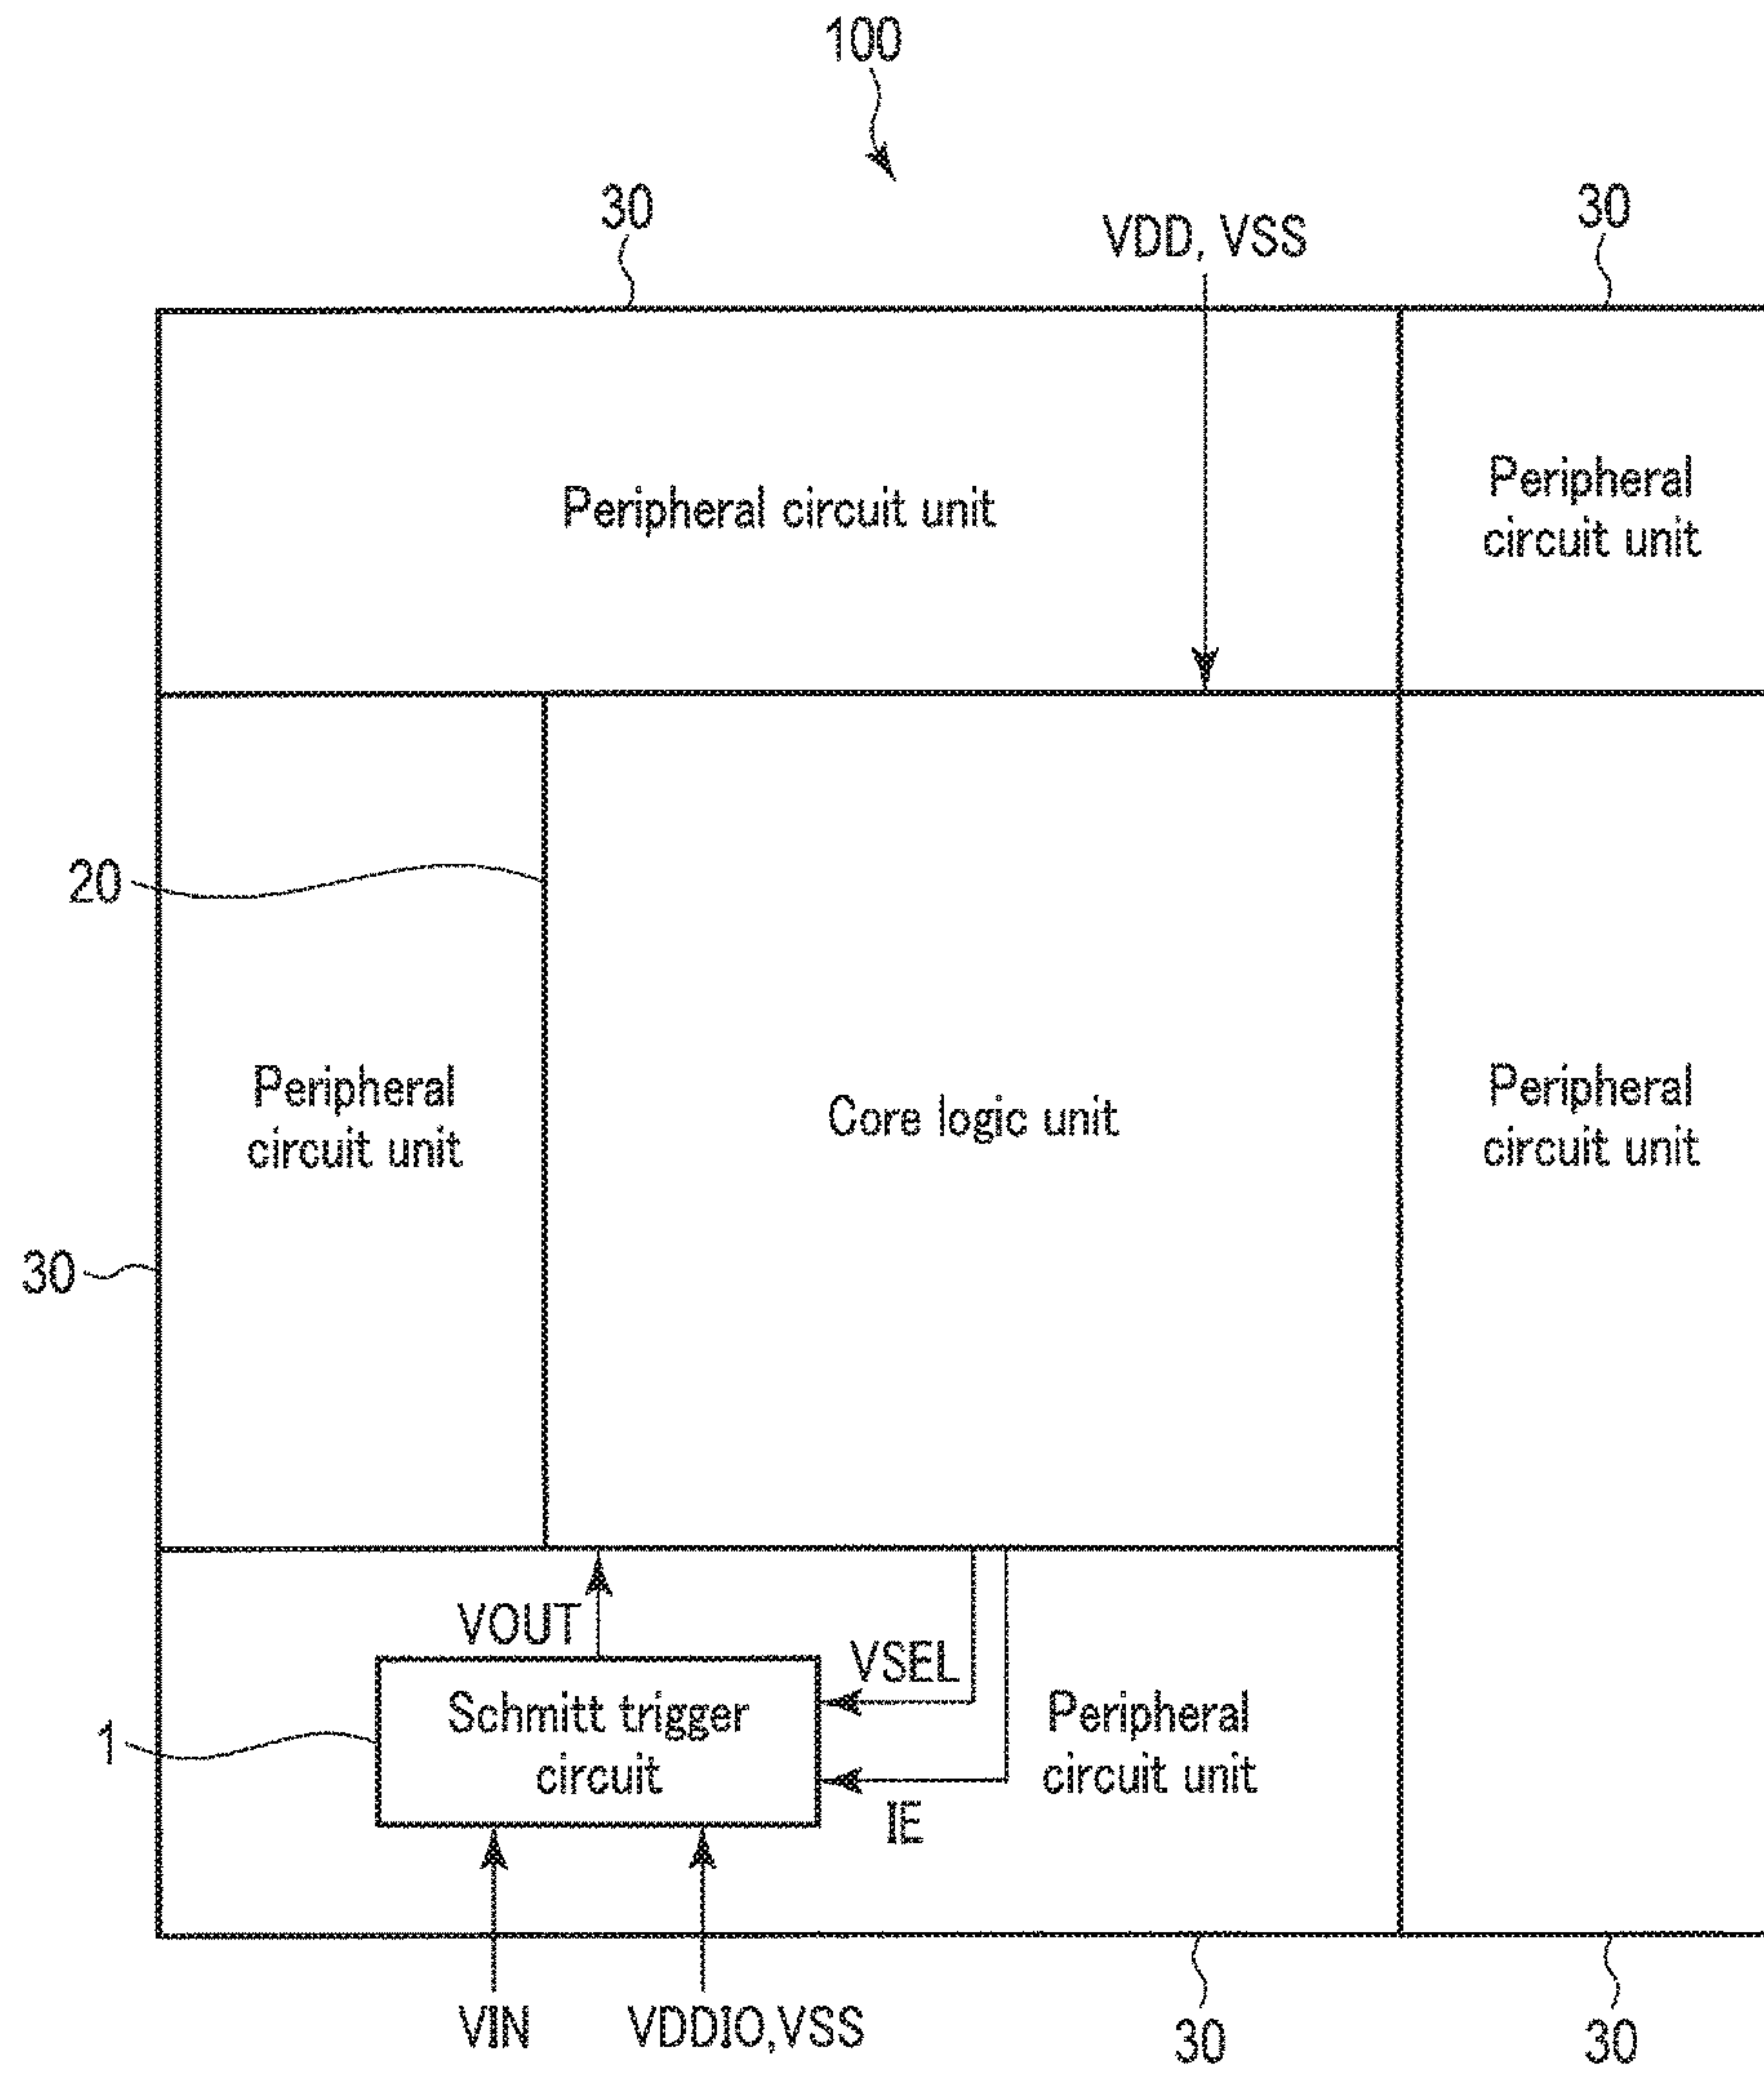 100
30
VDD, VSS
30
Peripheral circuit unit
Peripheral
circuit unit
20
Peripheral
circuit unit
Core logic unit
Peripheral
circuit unit
30
VOUT
VSEL
1
Schmitt trigger
circuit
Peripheral
circuit unit
IE
VIN
VDDIO,VSS
30
30